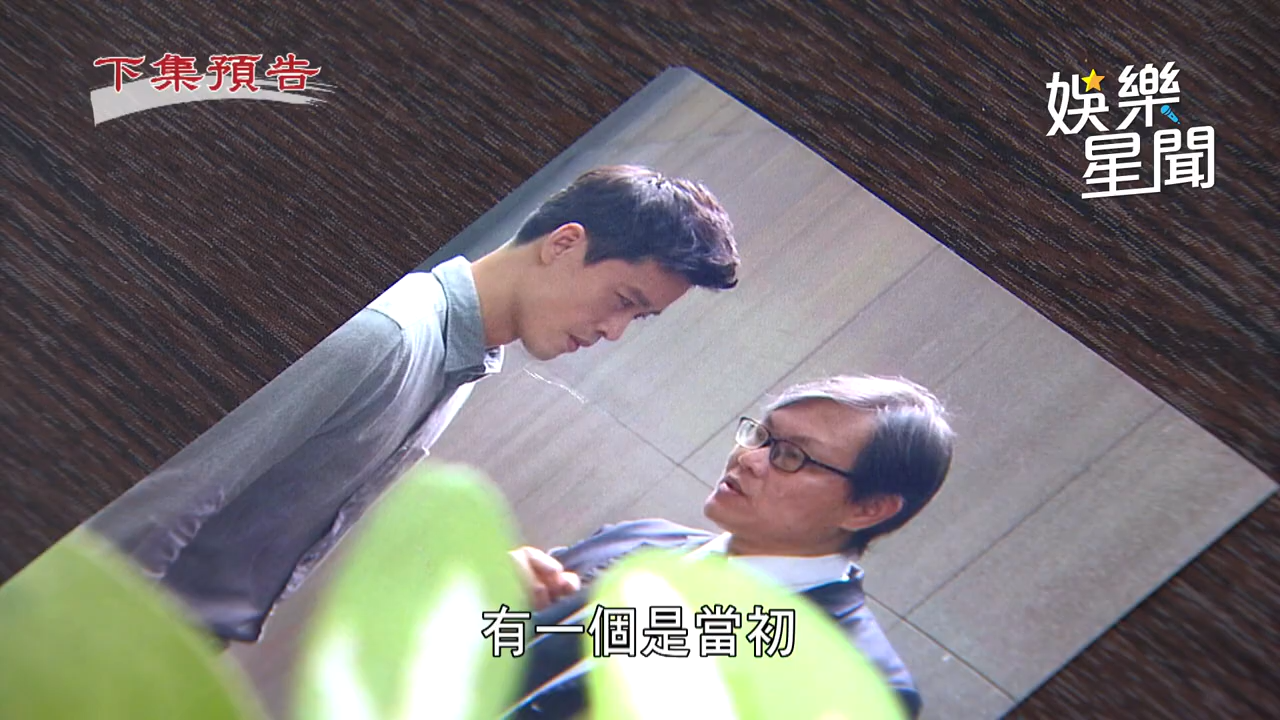 下集預告
娛樂
星聞
有一個是當初